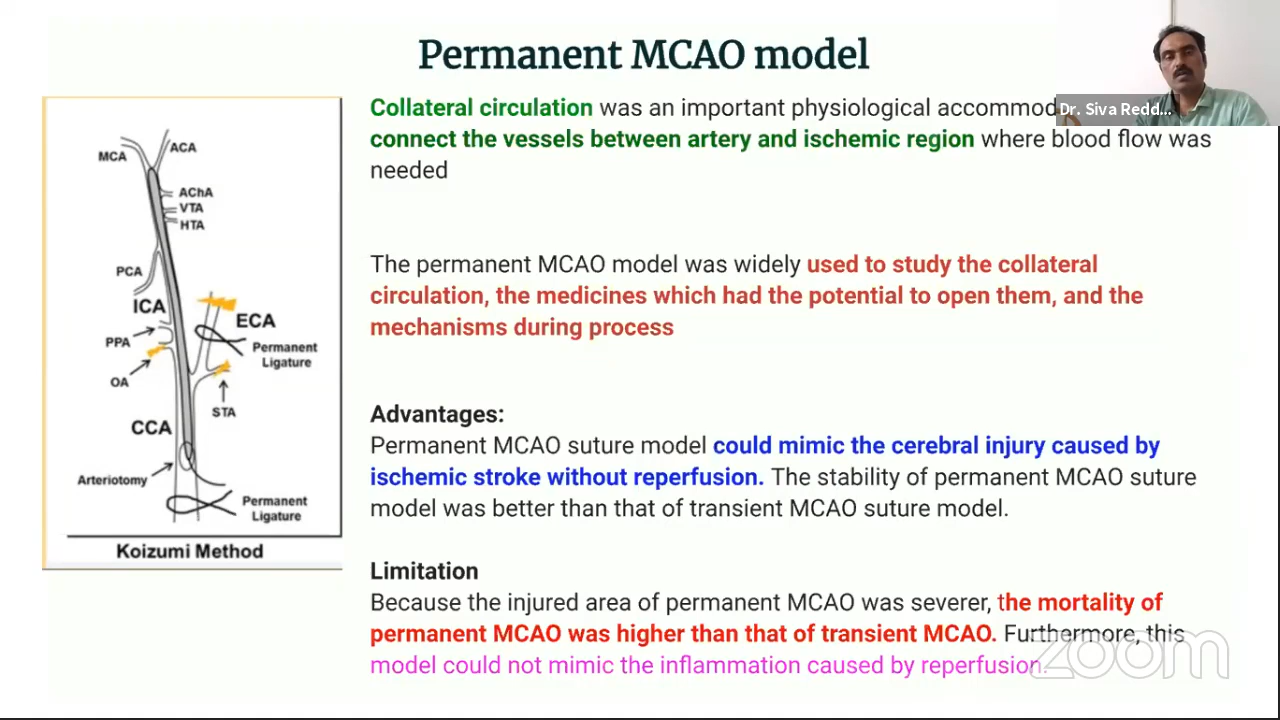 Permanent MCAO model
Collateral circulation was an important physiological
connect the vessels between artery and ischemic region where blood flow was
needed
Dr. Siva Redd...
The permanent MCAO model was widely used to study the collateral
circulation, the medicines which had the potential to open them, and the
mechanisms during process
Advantages:
Permanent MCAO suture model could mimic the cerebral injury caused by
ischemic stroke without reperfusion. The stability of permanent MCAO suture
model was better than that of transient MCAO suture model.
Limitation
Because the injured area of permanent MCAO was severer, the mortality of
permanent MCAO was higher than that of transient MCAO. Furthermore, this
model could not mimic the inflammation caused by reperfusion.
zoom
MCA
ACA
AChA
VTA
HTA
PCA
ICA
ECA
PPA
Permanent
Ligature
OA
STA
CCA
Arteriotomy
Permanent
Ligature
Koizumi Method